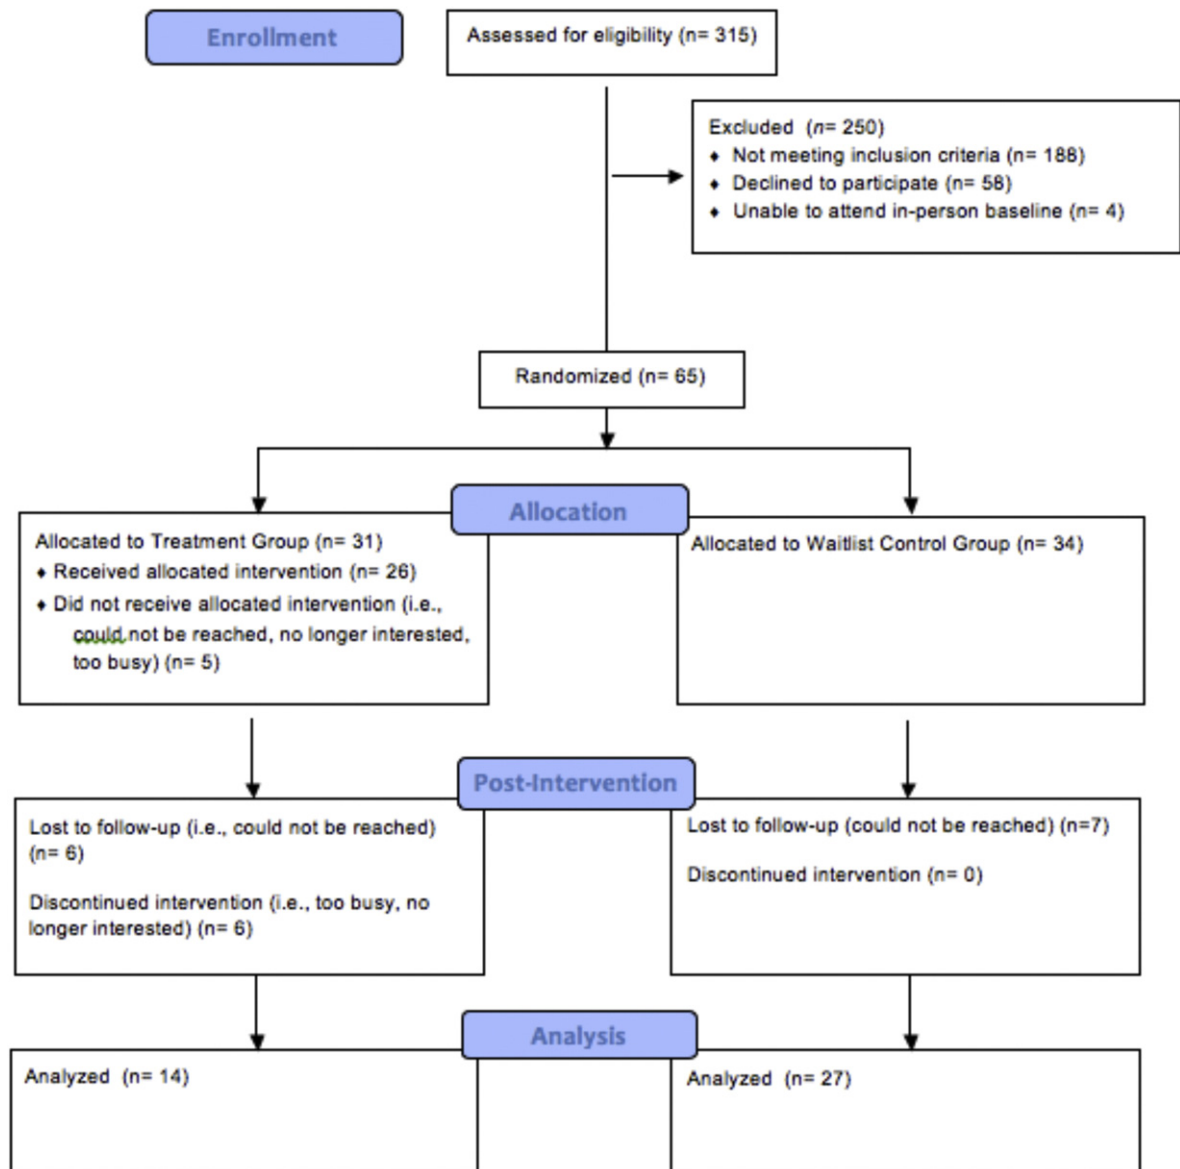 Enrollment
Assessed for eligibility (n= 315)
Excluded (n= 250)
♦ Not meeting inclusion criteria (n= 188)
♦ Declined to participate (n= 58)
♦ Unable to attend in-person baseline (n= 4)
Randomized (n= 65)
Allocation
Allocated to Treatment Group (n= 31)
♦ Received allocated intervention (n= 26)
♦ Did not receive allocated intervention (i.e.,
could not be reached, no longer interested,
too busy) (n= 5)
Allocated to Waitlist Control Group (n= 34)
Post-Intervention
Lost to follow-up (i.e., could not be reached)
(n= 6)
Discontinued intervention (i.e., too busy, no
longer interested) (n= 6)
Lost to follow-up (could not be reached) (n=7)
Discontinued intervention (n= 0)
Analysis
Analyzed (n= 14)
Analyzed (n= 27)